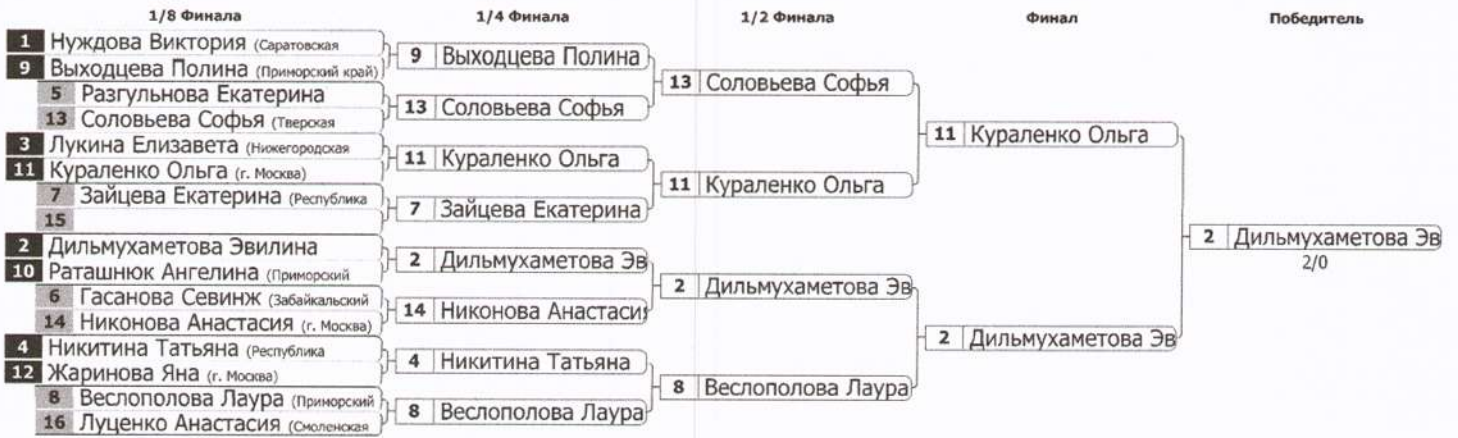 1/8 Финала 1/4 Финала 1/2 Финала Финал Победитель
1 Нуждова Виктория (Саратовская
9 Выходцева Полина (Приморский край)
9 Выходцева Полина
5 Разгульнова Екатерина
13 Соловьева Софья (Тверская
13 Соловьева Софья
13 Соловьева Софья
3 Лукина Елизавета (Нижегородская
11 Кураленко Ольга (г. Москва)
11 Кураленко Ольга
7 Зайцева Екатерина (Республика
15
7 Зайцева Екатерина
11 Кураленко Ольга
11 Кураленко Ольга
2 Дильмухаметова Эвилина
10 Раташнюк Ангелина (Приморский
2 Дильмухаметова Эв
6 Гасанова Севинж (Забайкальский
14 Никонова Анастасия (г. Москва)
14 Никонова Анастаси
2 Дильмухаметова Эв
4 Никитина Татьяна (Республика
12 Жаринова Яна (г. Москва)
4 Никитина Татьяна
8 Веслополова Лаура (Приморский
16 Луценко Анастасия (Смоленская
8 Веслополова Лаура
8 Веслополова Лаура
2 Дильмухаметова Эв
2 Дильмухаметова Эв
2/0